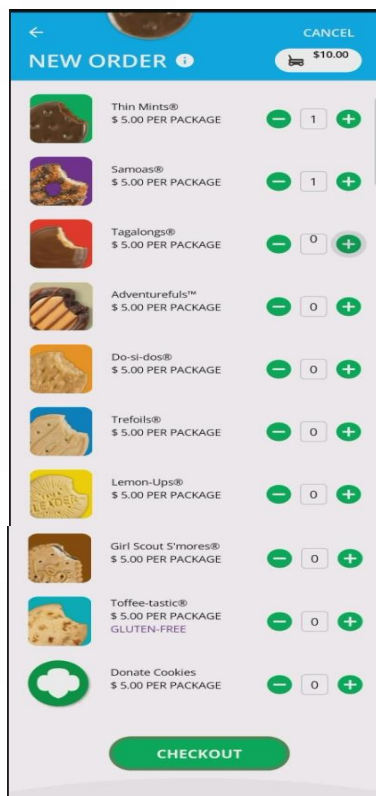 CANCEL
NEW ORDER i
$10.00
Thin Mints®
$ 5.00 PER PACKAGE
1
Samoas®
$ 5.00 PER PACKAGE
1
Tagalongs®
$ 5.00 PER PACKAGE
0
Adventurefuls™
$ 5.00 PER PACKAGE
0
Do-si-dos®
$ 5.00 PER PACKAGE
0
Trefoils®
$ 5.00 PER PACKAGE
0
Lemon-Ups®
$ 5.00 PER PACKAGE
0
LEADER
Girl Scout S'mores®
$ 5.00 PER PACKAGE
0
Toffee-tastic®
$ 5.00 PER PACKAGE
GLUTEN-FREE
0
Donate Cookies
$ 5.00 PER PACKAGE
0
CHECKOUT